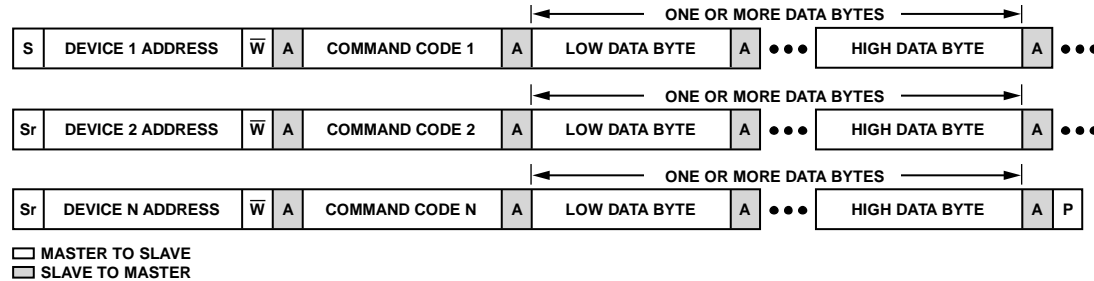 ONE OR MORE DATA BYTES
S DEVICE 1 ADDRESS W̅ A COMMAND CODE 1 A LOW DATA BYTE A ●●● HIGH DATA BYTE A ●●●
ONE OR MORE DATA BYTES
Sr DEVICE 2 ADDRESS W̅ A COMMAND CODE 2 A LOW DATA BYTE A ●●● HIGH DATA BYTE A ●●●
ONE OR MORE DATA BYTES
Sr DEVICE N ADDRESS W̅ A COMMAND CODE N A LOW DATA BYTE A ●●● HIGH DATA BYTE A P
MASTER TO SLAVE
SLAVE TO MASTER